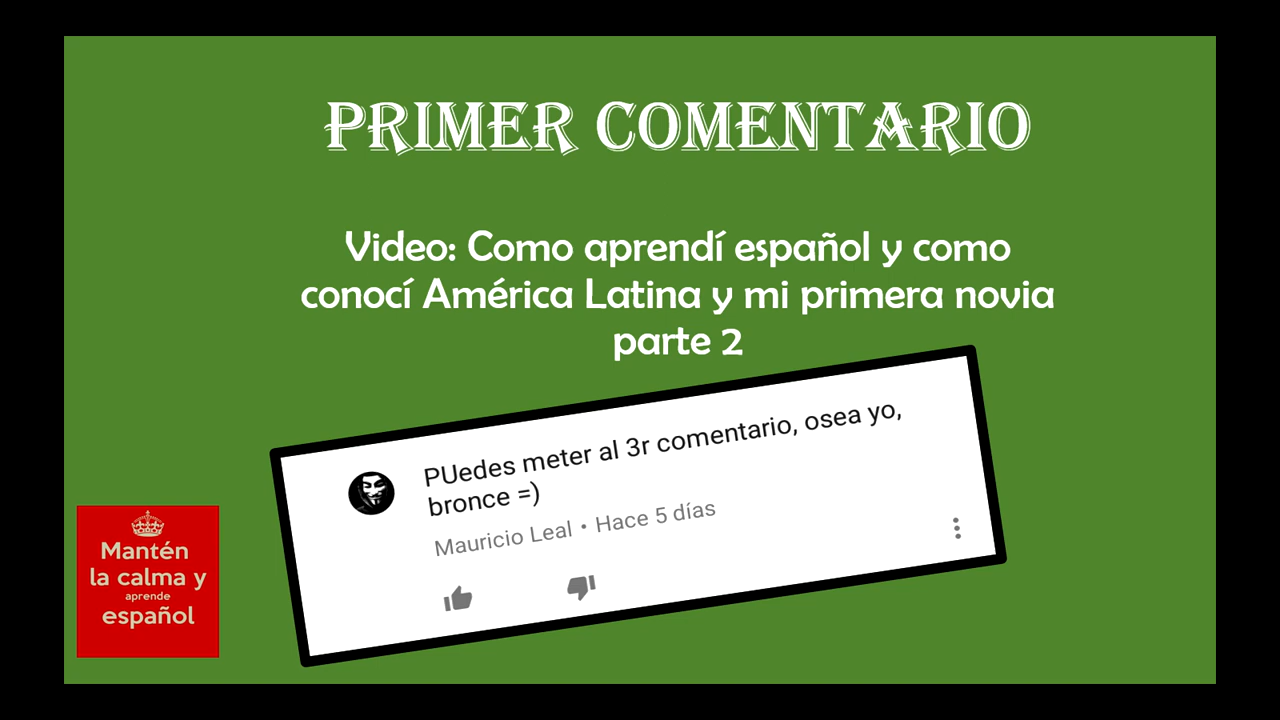 PRIMER COMENTARIO
Video: Como aprendí español y como
conocí América Latina y mi primera novia
parte 2
PUedes meter al 3r comentario, osea yo,
bronce =)
Mauricio Leal • Hace 5 días
Mantén
la calma y
aprende
español